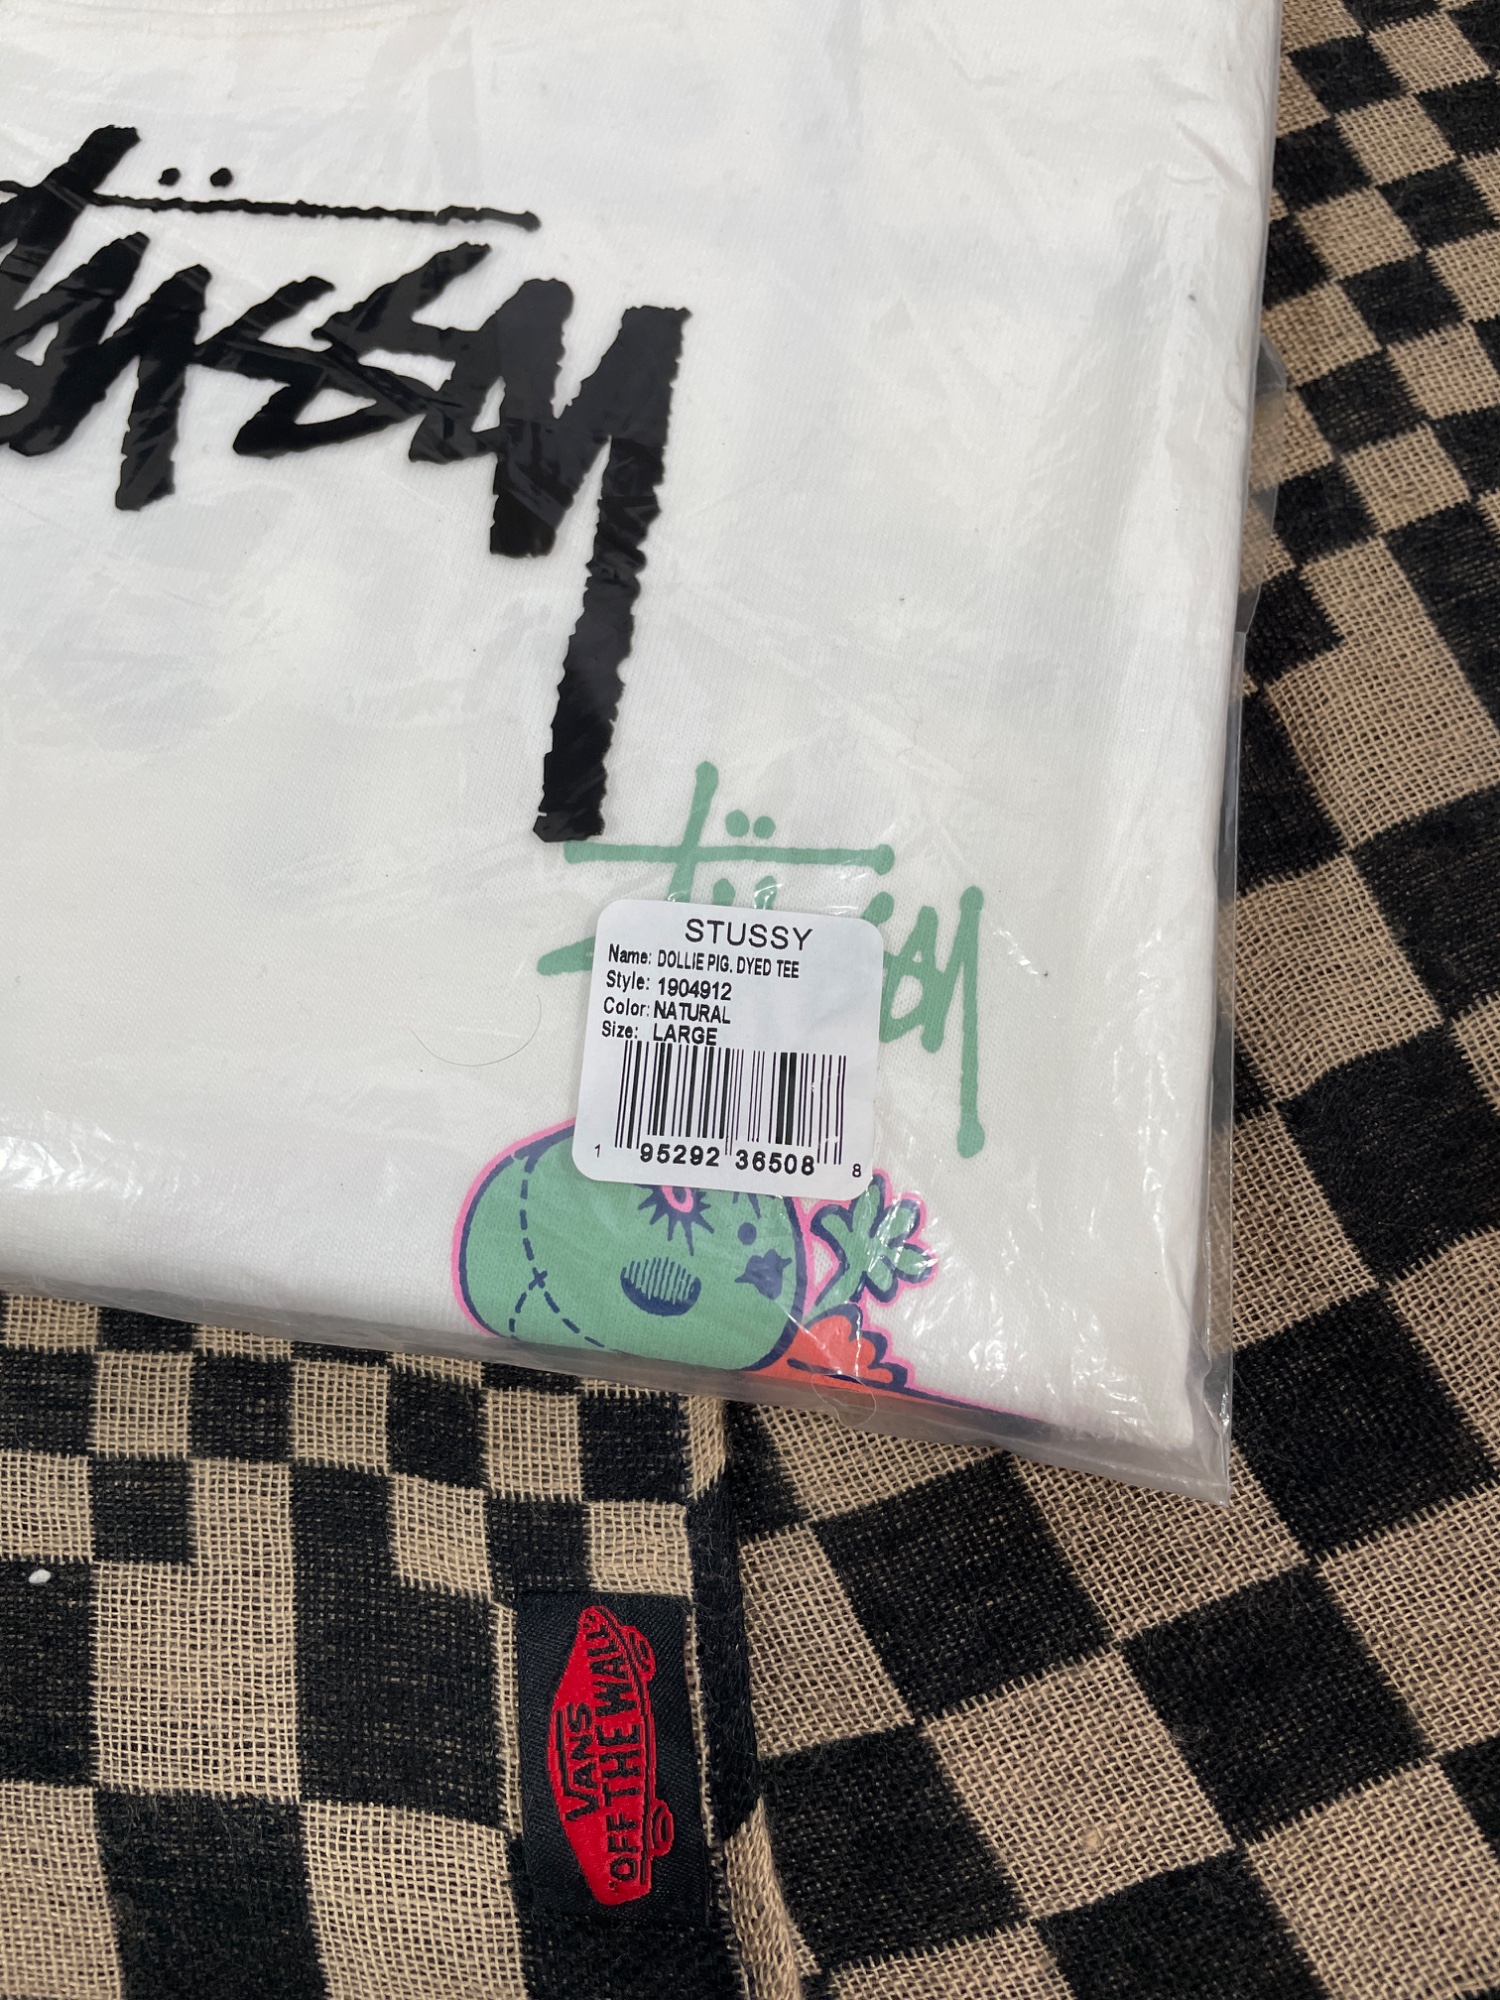 Stüssy
Stüssy
STUSSY
Name: DOLLIE PIG. DYED TEE
Style: 1904912
Color: NATURAL
Size: LARGE
1 95292 36508 8
VANS
"OFF THE WALL"